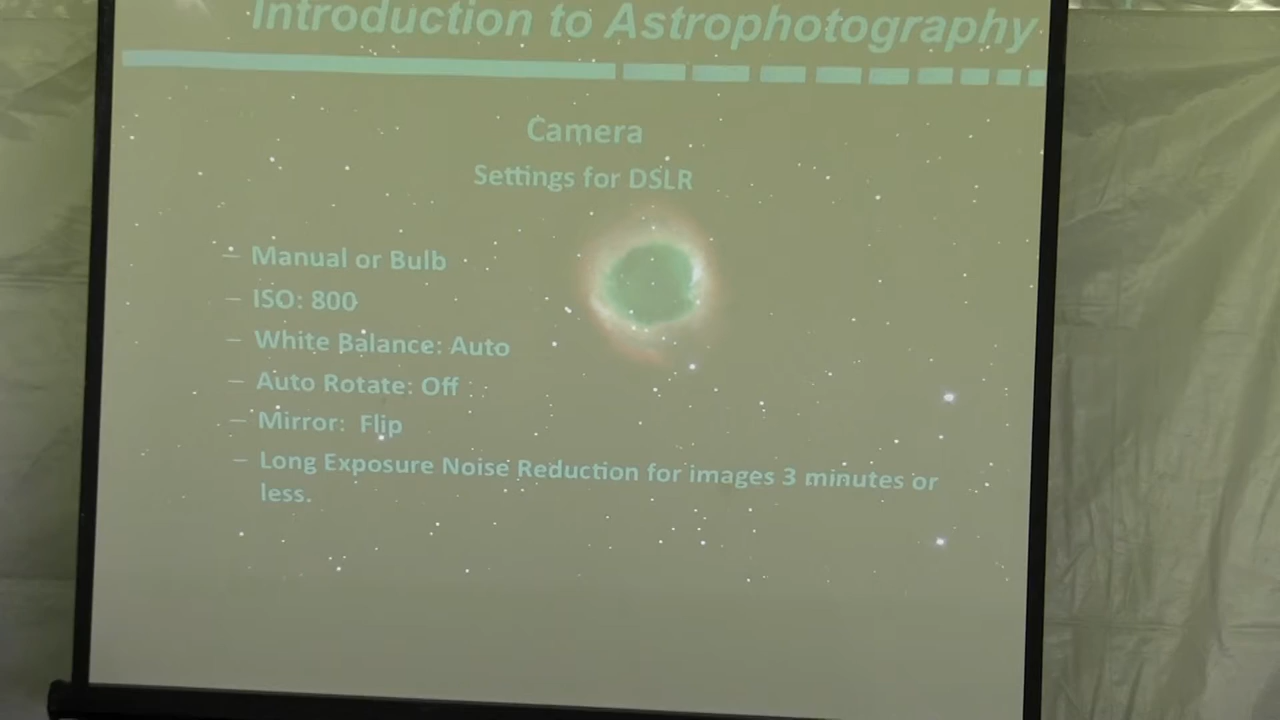 Introduction to Astrophotography
Camera
Settings for DSLR
– Manual or Bulb
– ISO: 800
– White Balance: Auto
– Auto Rotate: Off
– Mirror: Flip
– Long Exposure Noise Reduction for images 3 minutes or
less.